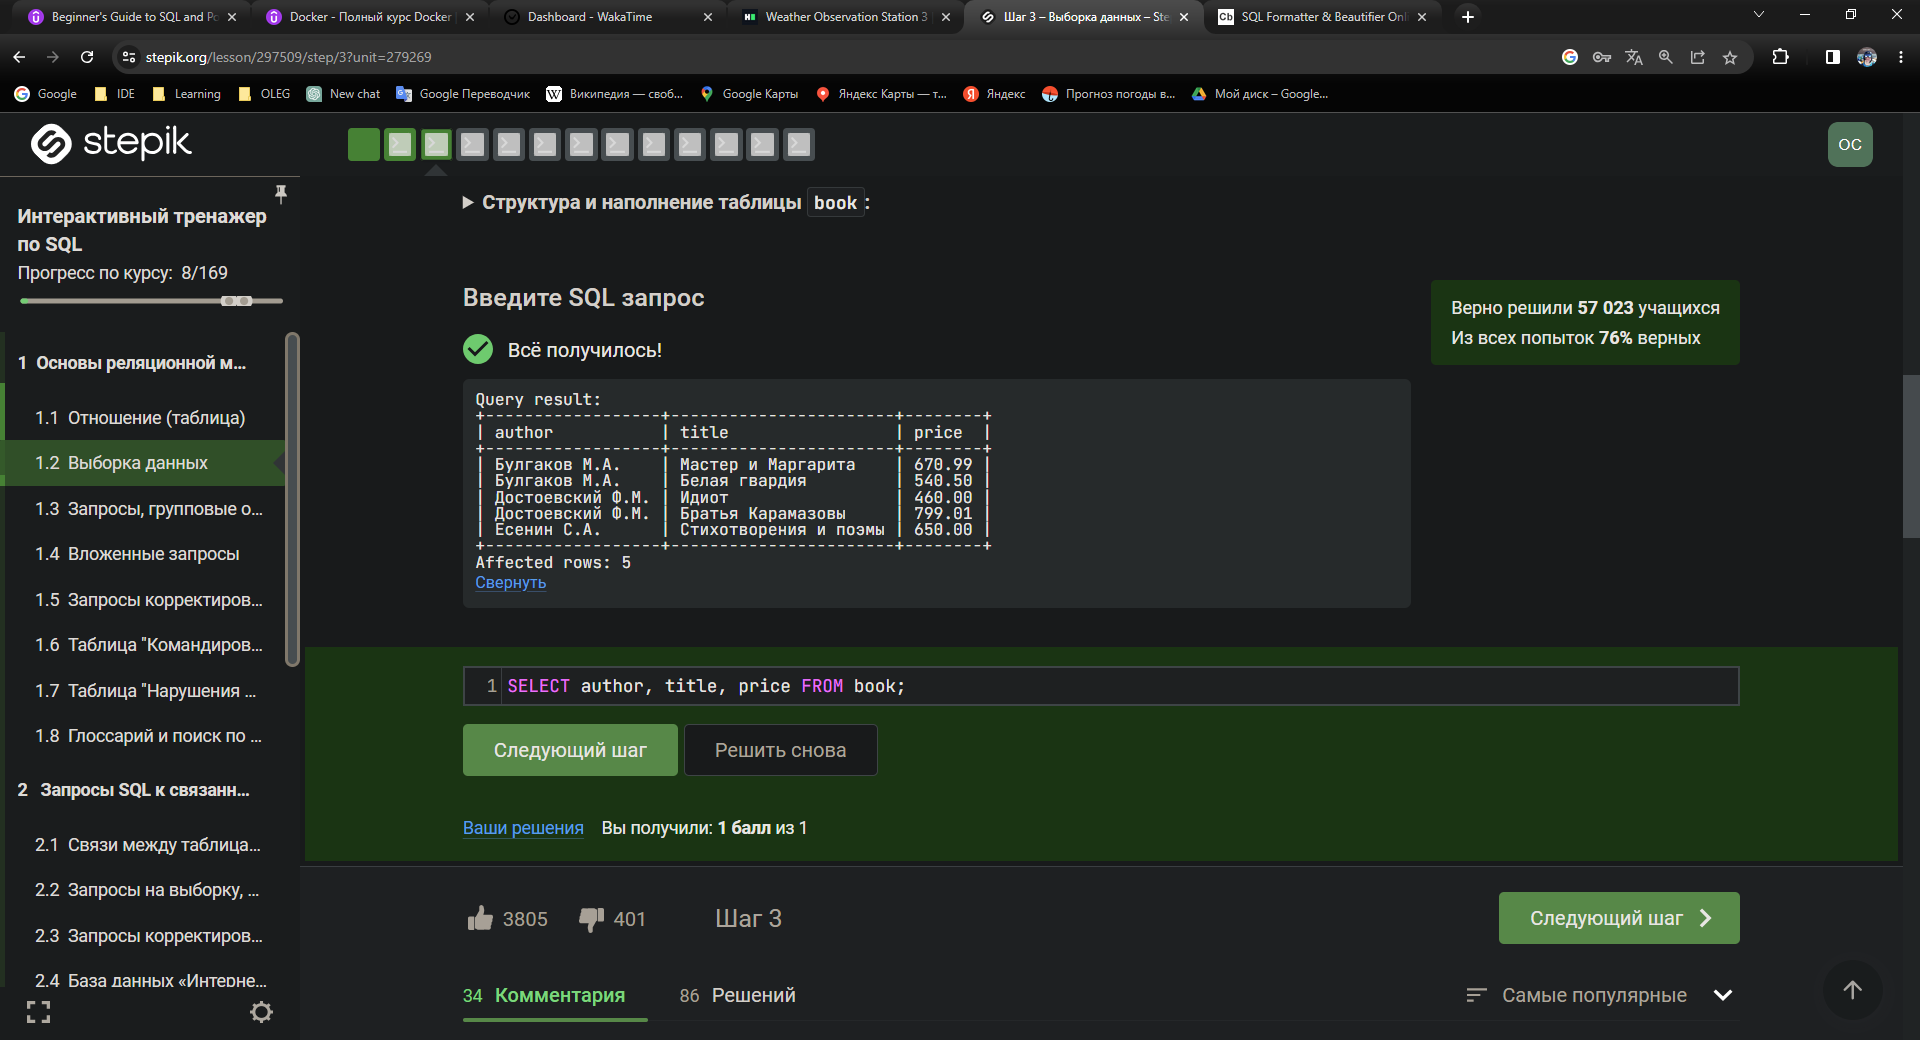 Beginner's Guide to SQL and Po
Docker - Полный курс Docker
Dashboard - WakaTime
Weather Observation Station 3
Шаг 3 – Выборка данных – Ste
Cb SQL Formatter & Beautifier Onl
stepik.org/lesson/297509/step/3?unit=279269
Google
IDE
Learning
OLEG
New chat
Google Переводчик
W Википедия — своб...
Google Карты
Яндекс Карты — т...
Я Яндекс
Прогноз погоды в...
Мой диск – Google...
stepik
ОС
Интерактивный тренажер
по SQL
Прогресс по курсу: 8/169
1 Основы реляционной м...
1.1 Отношение (таблица)
1.2 Выборка данных
1.3 Запросы, групповые о...
1.4 Вложенные запросы
1.5 Запросы корректиров...
1.6 Таблица "Командиров...
1.7 Таблица "Нарушения ...
1.8 Глоссарий и поиск по ...
2 Запросы SQL к связанн...
2.1 Связи между таблица...
2.2 Запросы на выборку, ...
2.3 Запросы корректиров...
2.4 База данных «Интерне...
Структура и наполнение таблицы book:
Введите SQL запрос
Всё получилось!
Верно решили 57 023 учащихся
Из всех попыток 76% верных
Query result:
+------------------+-----------------------+--------+
| author           | title                 | price  |
+------------------+-----------------------+--------+
| Булгаков М.А.    | Мастер и Маргарита    | 670.99 |
| Булгаков М.А.    | Белая гвардия         | 540.50 |
| Достоевский Ф.М. | Идиот                 | 460.00 |
| Достоевский Ф.М. | Братья Карамазовы     | 799.01 |
| Есенин С.А.      | Стихотворения и поэмы | 650.00 |
+------------------+-----------------------+--------+
Affected rows: 5
Свернуть
1 SELECT author, title, price FROM book;
Следующий шаг
Решить снова
Ваши решения Вы получили: 1 балл из 1
3805 401 Шаг 3
Следующий шаг
34 Комментария
86 Решений
Самые популярные